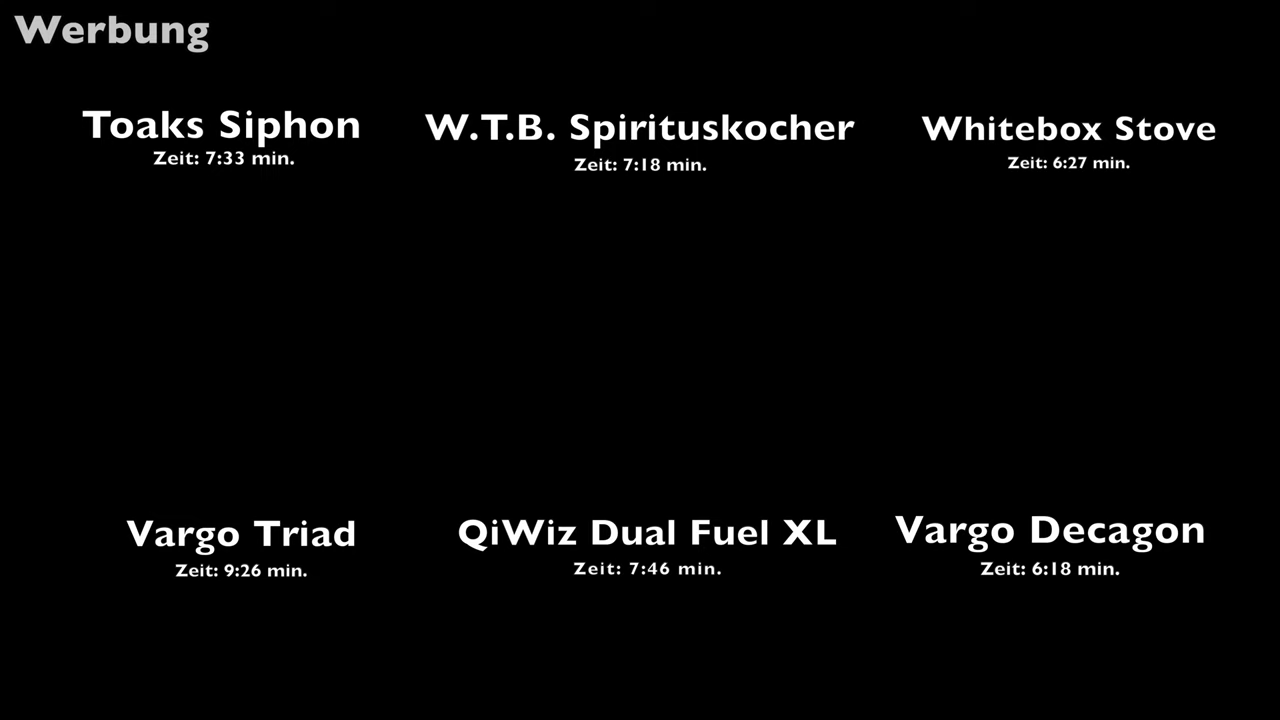 Werbung
Toaks Siphon
Zeit: 7:33 min.
W.T.B. Spirituskocher
Zeit: 7:18 min.
Whitebox Stove
Zeit: 6:27 min.
Vargo Triad
Zeit: 9:26 min.
QiWiz Dual Fuel XL
Zeit: 7:46 min.
Vargo Decagon
Zeit: 6:18 min.